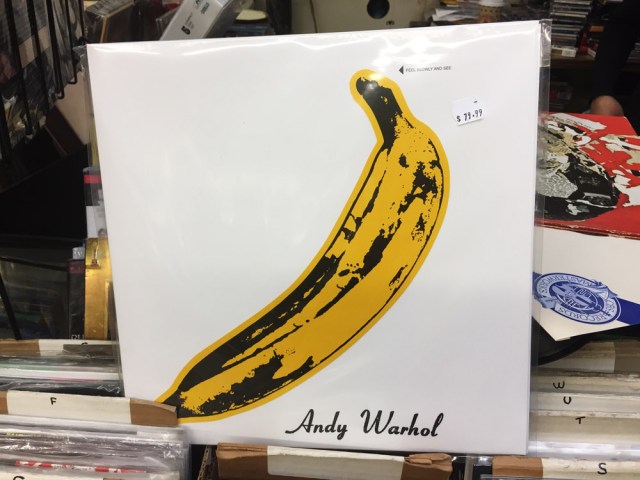 PEEL SLOWLY AND SEE
$ 29.99
Andy Warhol
F
W
U
T
S